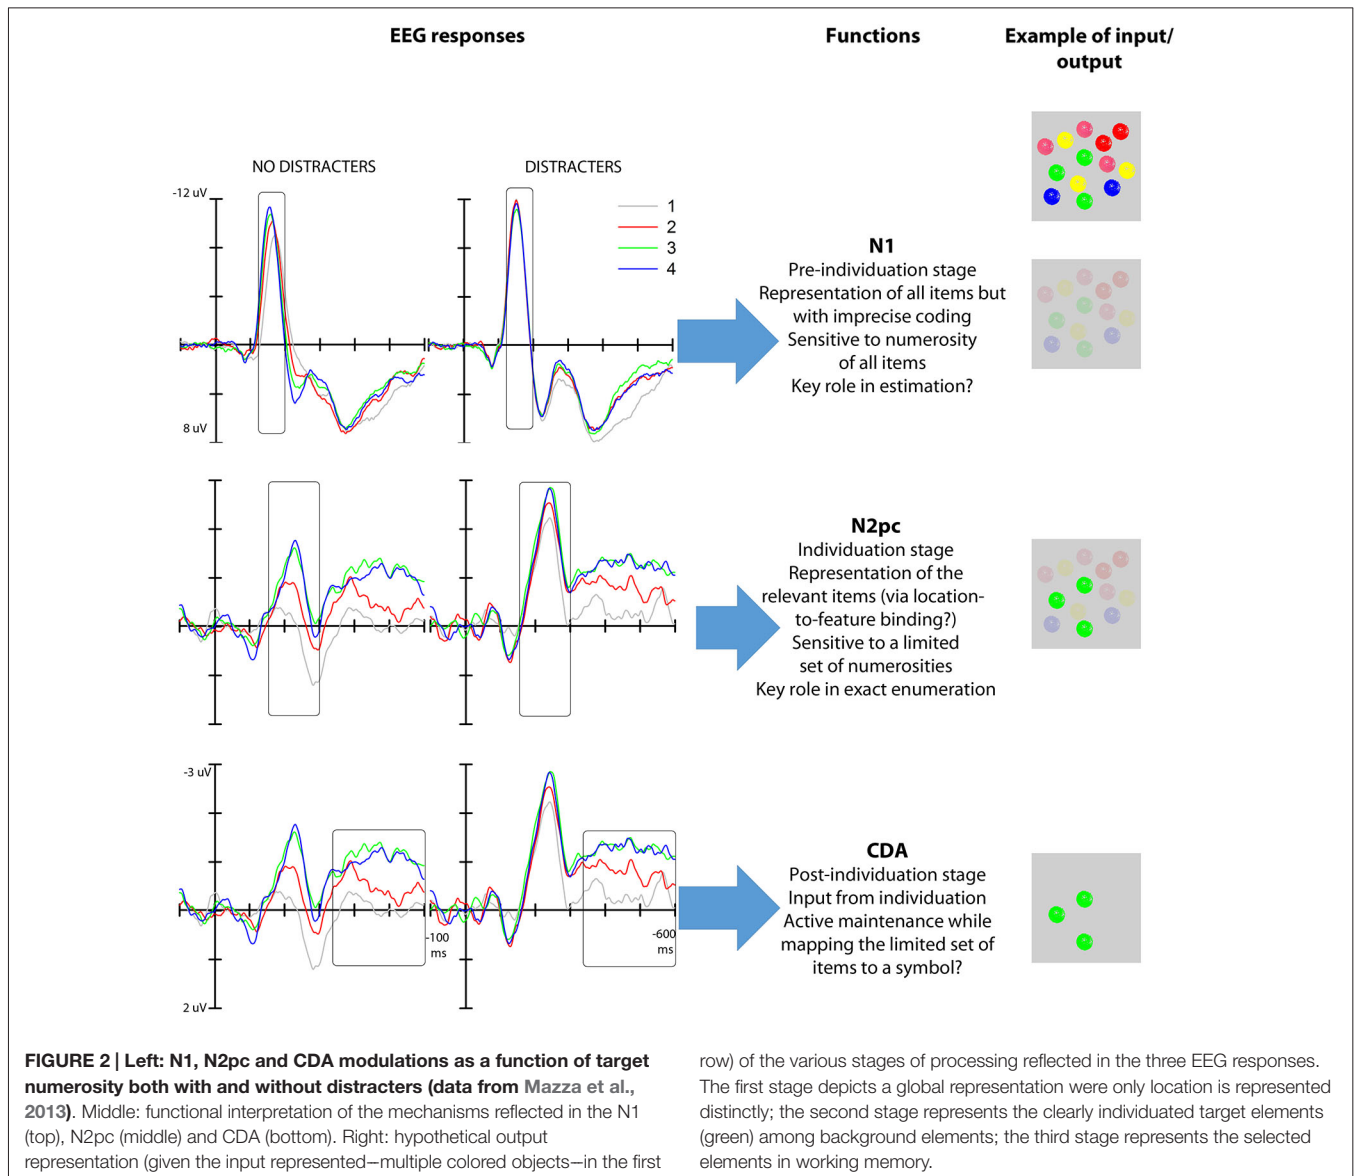 EEG responses
Functions
Example of input/
output
NO DISTRACTERS
DISTRACTERS
-12 uV
8 uV
1
2
3
4
N1
Pre-individuation stage
Representation of all items but
with imprecise coding
Sensitive to numerosity
of all items
Key role in estimation?
N2pc
Individuation stage
Representation of the
relevant items (via location-
to-feature binding?)
Sensitive to a limited
set of numerosities
Key role in exact enumeration
-3 uV
2 uV
-100
ms
-600
ms
CDA
Post-individuation stage
Input from individuation
Active maintenance while
mapping the limited set of
items to a symbol?
FIGURE 2 | Left: N1, N2pc and CDA modulations as a function of target
numerosity both with and without distracters (data from Mazza et al.,
2013). Middle: functional interpretation of the mechanisms reflected in the N1
(top), N2pc (middle) and CDA (bottom). Right: hypothetical output
representation (given the input represented—multiple colored objects—in the first
row) of the various stages of processing reflected in the three EEG responses.
The first stage depicts a global representation were only location is represented
distinctly; the second stage represents the clearly individuated target elements
(green) among background elements; the third stage represents the selected
elements in working memory.